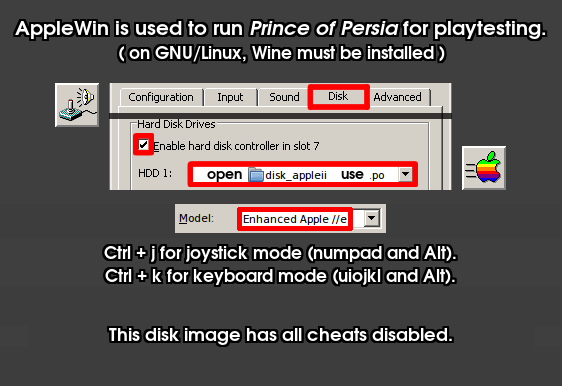 AppleWin is used to run Prince of Persia for playtesting.
( on GNU/Linux, Wine must be installed )
Configuration Input Sound Disk Advanced
Hard Disk Drives
Enable hard disk controller in slot 7
HDD 1: open disk_appleii use .po
Model: Enhanced Apple //e
Ctrl + j for joystick mode (numpad and Alt).
Ctrl + k for keyboard mode (uiojkl and Alt).
This disk image has all cheats disabled.